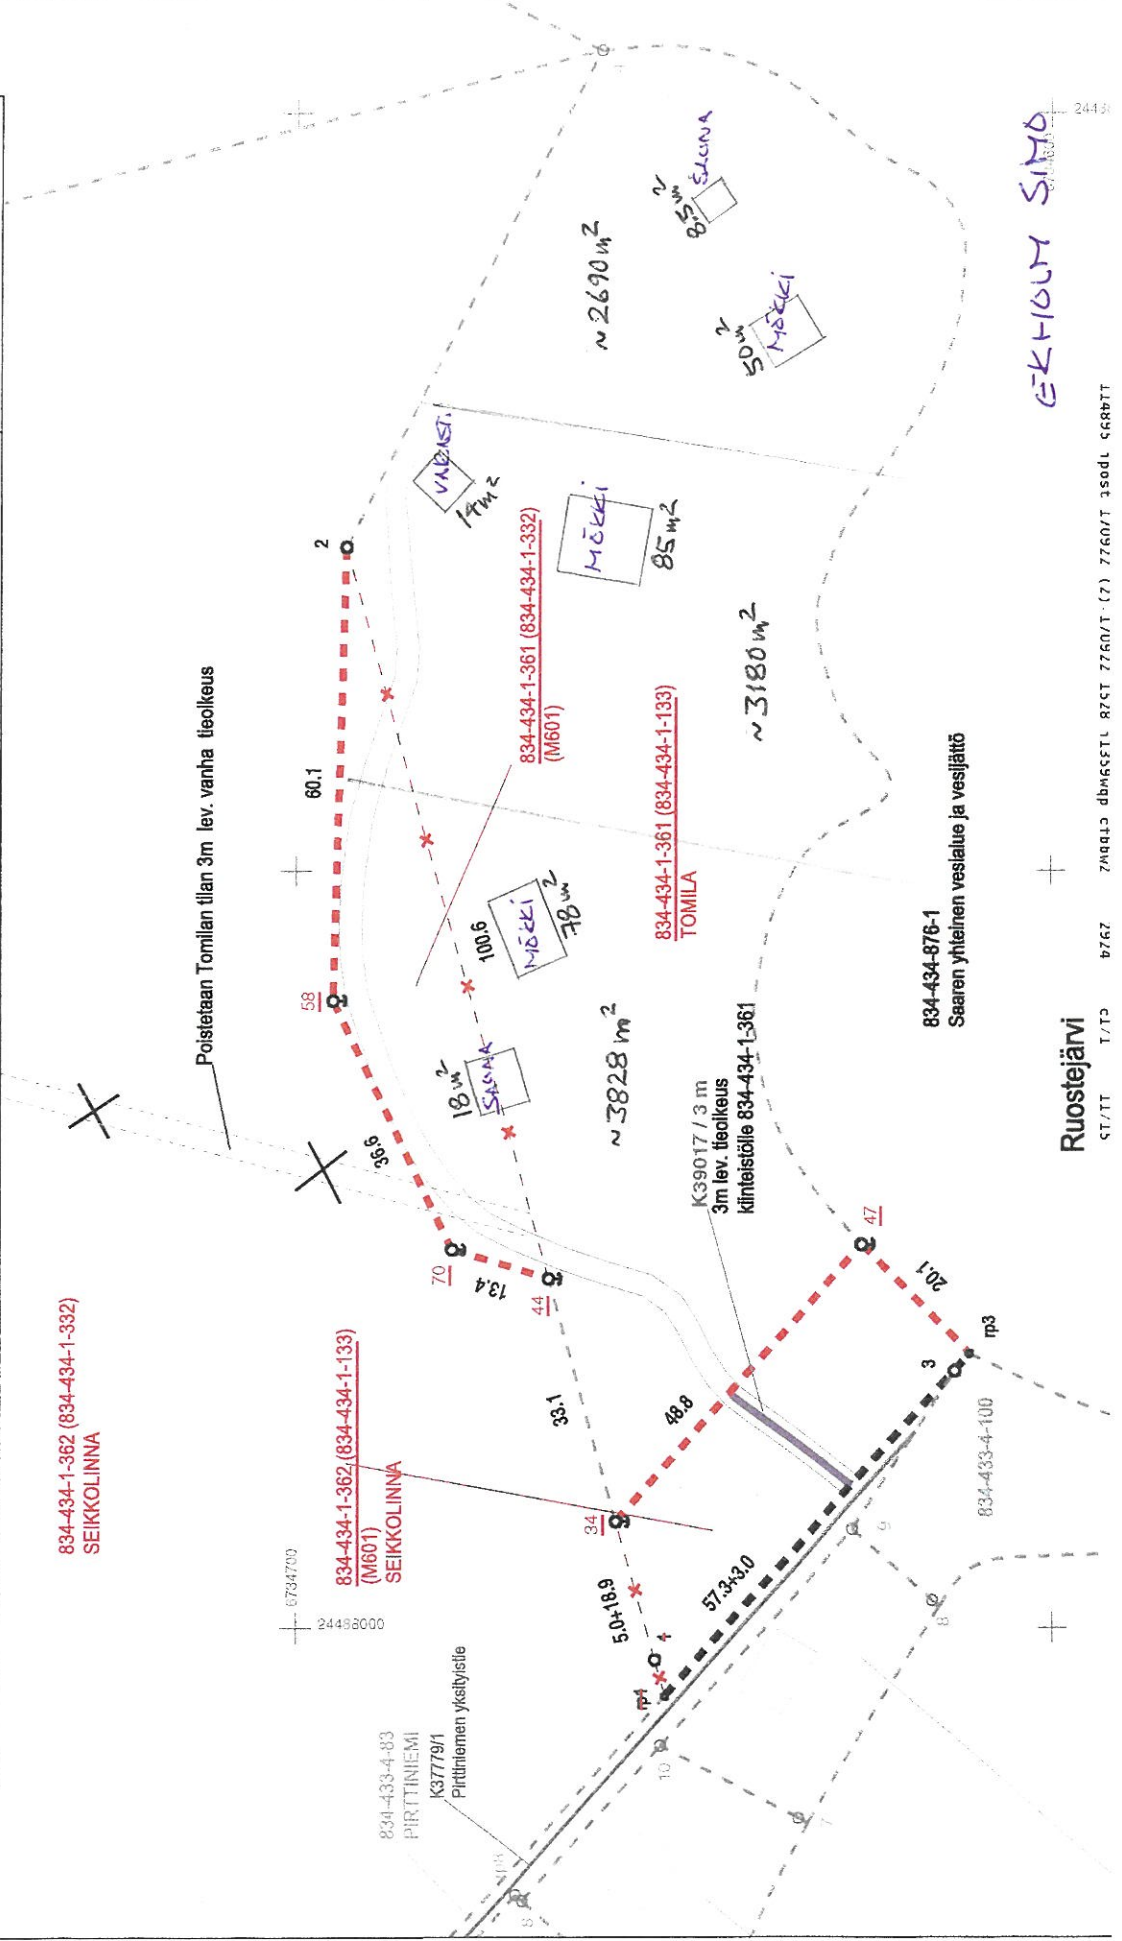 834-434-1-362 (834-434-1-332)
SEIKKOLINNA
Poistetaan Tomilan tilan 3m lev. vanha tieoikeus
6734700
24488000
834-434-1-362 (834-434-1-133)
(M601)
SEIKKOLINNA
70
58
36.6
60.1
2
13.4
44
33.1
34
5.0+18.9
rp1
1
834-433-4-83
PIRTTINIEMI
K37779/1
Pirttiniemen yksityistie
18 m²
SAUNA
100.6
MÖKKI
78 m²
834-434-1-361 (834-434-1-332)
(M601)
14 m²
MÖKKI
85 m²
~2690 m²
8.5 m²
SAUNA
50 m²
MÖKKI
~3828 m²
834-434-1-361 (834-434-1-133)
TOMILA
~3180 m²
K39017 / 3 m
3m lev. tieoikeus
kiinteistölle 834-434-1-361
48.8
57.3+3.0
47
20.1
3
rp3
834-433-4-100
10
9
8
8
834-434-876-1
Saaren yhteinen vesialue ja vesijättö
Ruostejärvi
EKHOLM SIMO